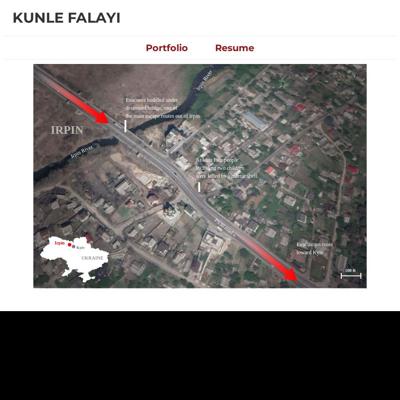 KUNLE FALAYI
Portfolio
Resume
Irpin River
Evacuees huddled under
destroyed bridge, one of
the main escape routes out of Irpin
IRPIN
Irpin River
At least four people
including two children
were killed by a mortar shell
Evacuation route
toward Kyiv
Irpin
Kyiv
UKRAINE
100 ft